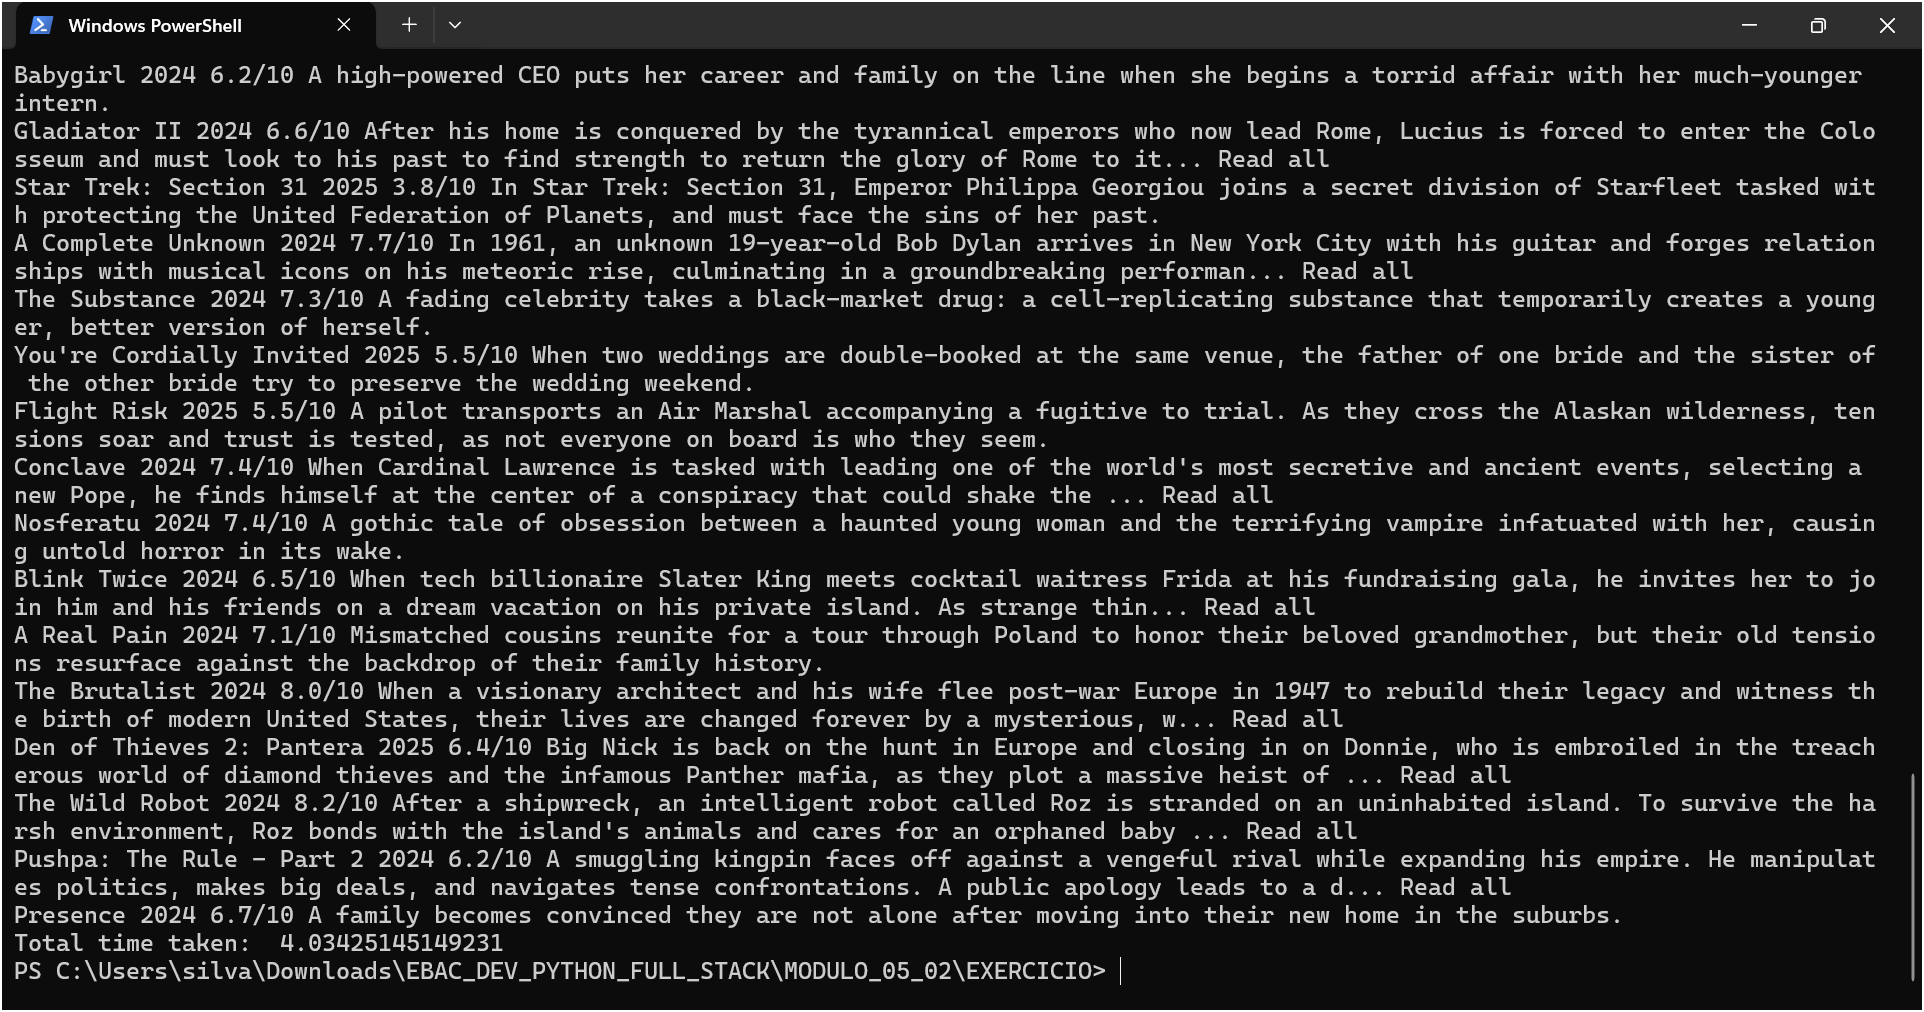 Windows PowerShell
Babygirl 2024 6.2/10 A high-powered CEO puts her career and family on the line when she begins a torrid affair with her much-younger
intern.
Gladiator II 2024 6.6/10 After his home is conquered by the tyrannical emperors who now lead Rome, Lucius is forced to enter the Colo
sseum and must look to his past to find strength to return the glory of Rome to it... Read all
Star Trek: Section 31 2025 3.8/10 In Star Trek: Section 31, Emperor Philippa Georgiou joins a secret division of Starfleet tasked wit
h protecting the United Federation of Planets, and must face the sins of her past.
A Complete Unknown 2024 7.7/10 In 1961, an unknown 19-year-old Bob Dylan arrives in New York City with his guitar and forges relation
ships with musical icons on his meteoric rise, culminating in a groundbreaking performan... Read all
The Substance 2024 7.3/10 A fading celebrity takes a black-market drug: a cell-replicating substance that temporarily creates a young
er, better version of herself.
You're Cordially Invited 2025 5.5/10 When two weddings are double-booked at the same venue, the father of one bride and the sister of
 the other bride try to preserve the wedding weekend.
Flight Risk 2025 5.5/10 A pilot transports an Air Marshal accompanying a fugitive to trial. As they cross the Alaskan wilderness, ten
sions soar and trust is tested, as not everyone on board is who they seem.
Conclave 2024 7.4/10 When Cardinal Lawrence is tasked with leading one of the world's most secretive and ancient events, selecting a
new Pope, he finds himself at the center of a conspiracy that could shake the ... Read all
Nosferatu 2024 7.4/10 A gothic tale of obsession between a haunted young woman and the terrifying vampire infatuated with her, causin
g untold horror in its wake.
Blink Twice 2024 6.5/10 When tech billionaire Slater King meets cocktail waitress Frida at his fundraising gala, he invites her to jo
in him and his friends on a dream vacation on his private island. As strange thin... Read all
A Real Pain 2024 7.1/10 Mismatched cousins reunite for a tour through Poland to honor their beloved grandmother, but their old tensio
ns resurface against the backdrop of their family history.
The Brutalist 2024 8.0/10 When a visionary architect and his wife flee post-war Europe in 1947 to rebuild their legacy and witness th
e birth of modern United States, their lives are changed forever by a mysterious, w... Read all
Den of Thieves 2: Pantera 2025 6.4/10 Big Nick is back on the hunt in Europe and closing in on Donnie, who is embroiled in the treach
erous world of diamond thieves and the infamous Panther mafia, as they plot a massive heist of ... Read all
The Wild Robot 2024 8.2/10 After a shipwreck, an intelligent robot called Roz is stranded on an uninhabited island. To survive the ha
rsh environment, Roz bonds with the island's animals and cares for an orphaned baby ... Read all
Pushpa: The Rule - Part 2 2024 6.2/10 A smuggling kingpin faces off against a vengeful rival while expanding his empire. He manipulat
es politics, makes big deals, and navigates tense confrontations. A public apology leads to a d... Read all
Presence 2024 6.7/10 A family becomes convinced they are not alone after moving into their new home in the suburbs.
Total time taken:  4.03425145149231
PS C:\Users\silva\Downloads\EBAC_DEV_PYTHON_FULL_STACK\MODULO_05_02\EXERCICIO>